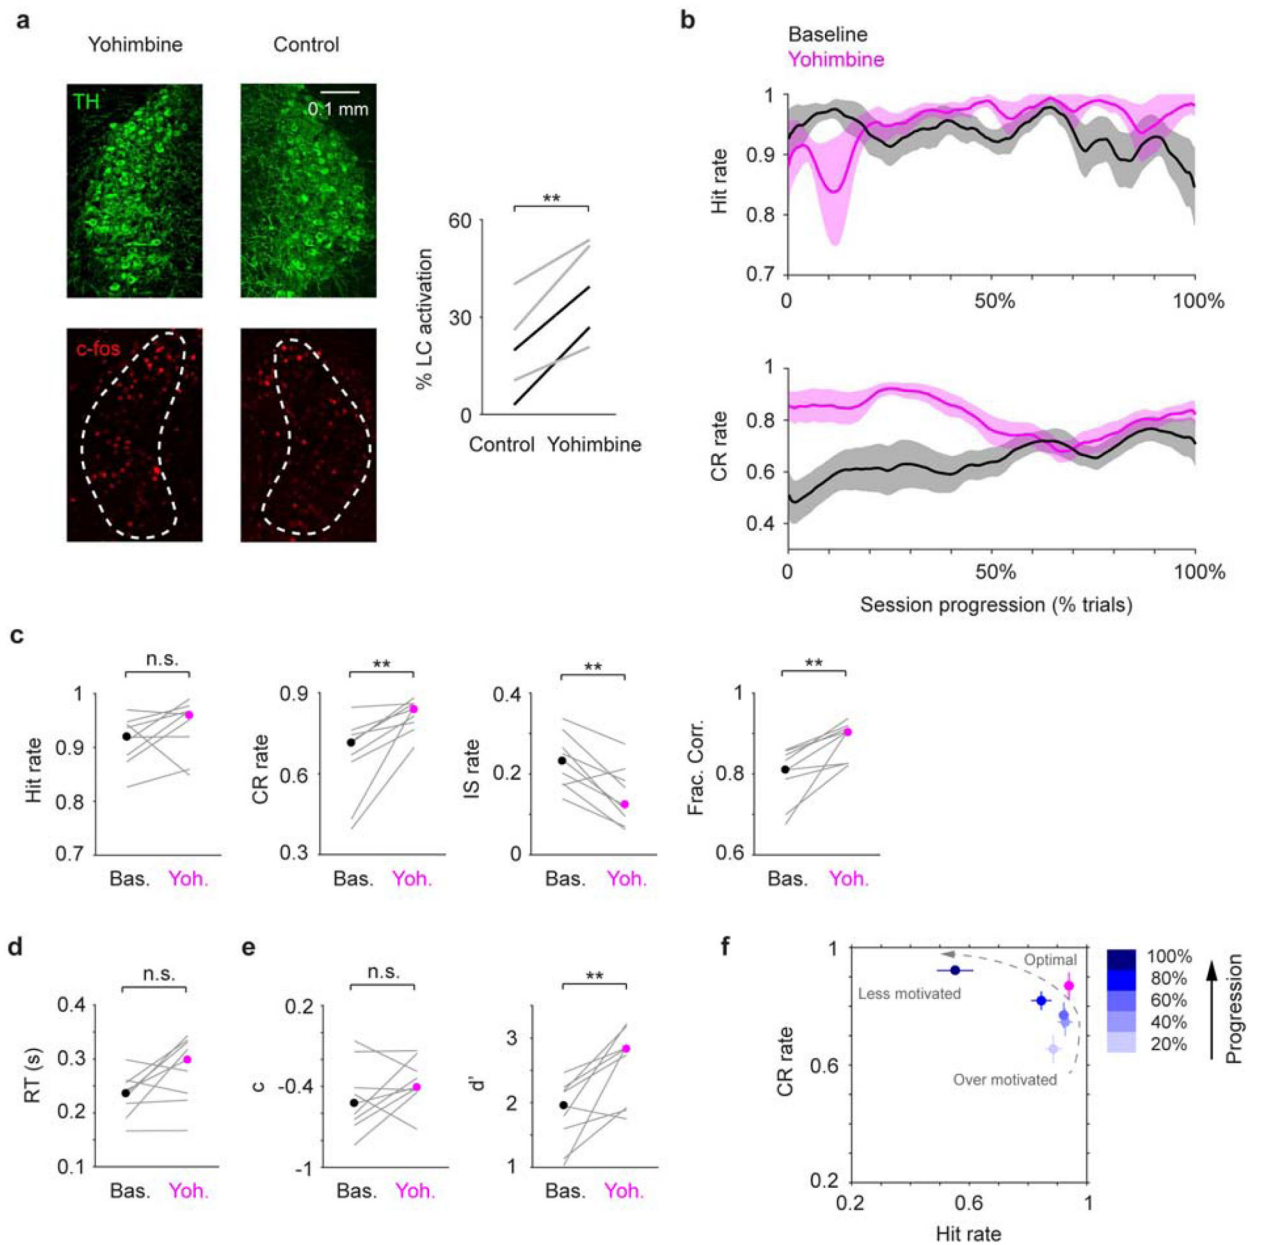 a
Yohimbine
Control
TH
0.1 mm
c-fos
**
60
30
0
% LC activation
Control Yohimbine
b
Baseline
Yohimbine
1
0.9
0.8
0.7
Hit rate
0 50% 100%
1
0.8
0.6
0.4
CR rate
0 50% 100%
Session progression (% trials)
c
n.s.
1
0.9
0.8
0.7
Hit rate
Bas. Yoh.
**
0.9
0.6
0.3
CR rate
Bas. Yoh.
**
0.4
0.2
0
IS rate
Bas. Yoh.
**
1
0.8
0.6
Frac. Corr.
Bas. Yoh.
d
n.s.
0.4
0.3
0.2
0.1
RT (s)
Bas. Yoh.
e
n.s.
0.2
-0.4
-1
c
Bas. Yoh.
**
3
2
1
d'
Bas. Yoh.
f
1
0.6
0.2
CR rate
Optimal
Less motivated
Over motivated
0.2 0.6 1
Hit rate
100%
80%
60%
40%
20%
Progression